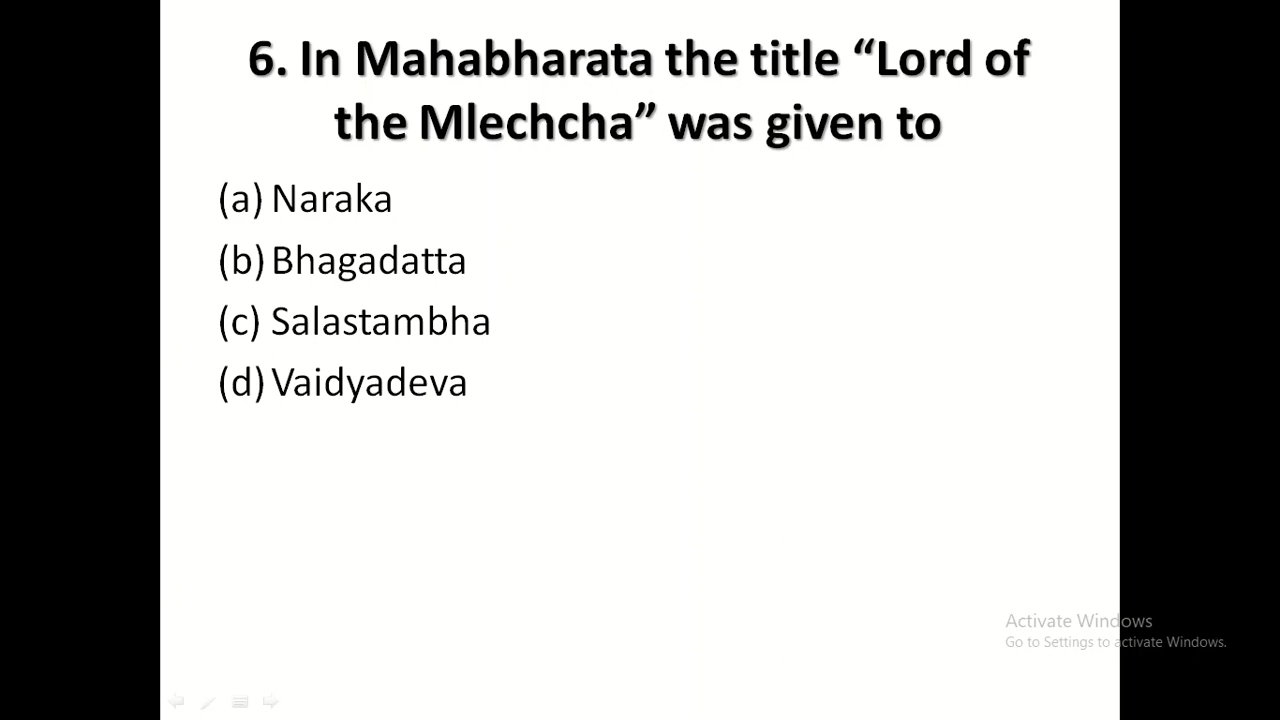 6. In Mahabharata the title “Lord of
the Mlechcha” was given to
(a) Naraka
(b) Bhagadatta
(c) Salastambha
(d) Vaidyadeva
Activate Windows
Go to Settings to activate Windows.